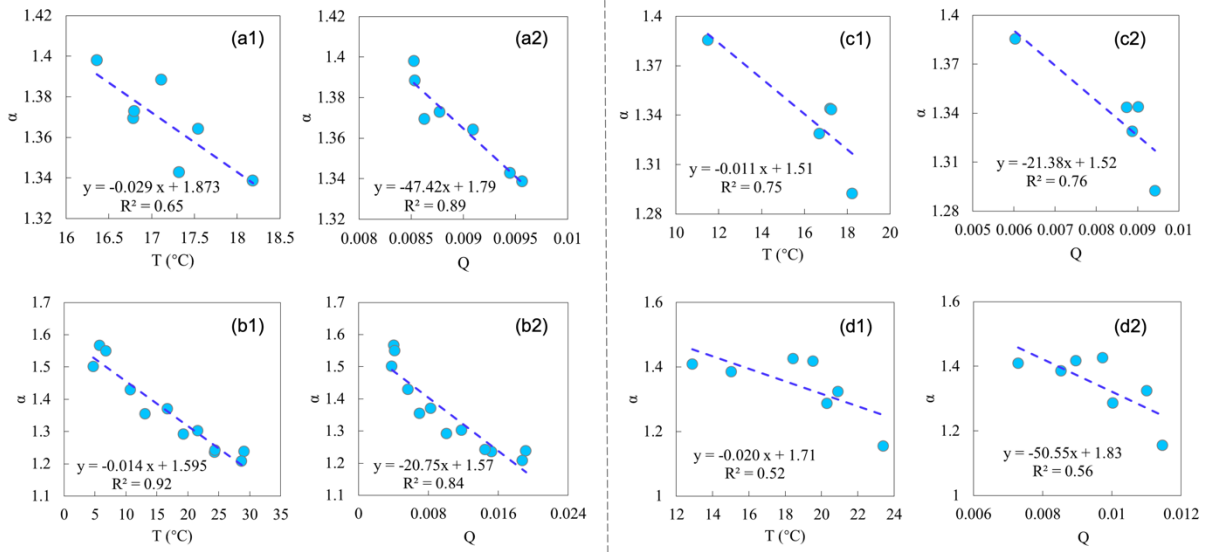 (a1)
1.42
1.4
1.38
1.36
1.34
1.32
α
y = -0.029 x + 1.873
R² = 0.65
16 16.5 17 17.5 18 18.5
T (°C)
(a2)
1.42
1.4
1.38
1.36
1.34
1.32
α
y = -47.42x + 1.79
R² = 0.89
0.008 0.0085 0.009 0.0095 0.01
Q
(c1)
1.4
1.37
1.34
1.31
1.28
α
y = -0.011 x + 1.51
R² = 0.75
10 12 14 16 18 20
T (°C)
(c2)
1.4
1.37
1.34
1.31
1.28
α
y = -21.38x + 1.52
R² = 0.76
0.005 0.006 0.007 0.008 0.009 0.01
Q
(b1)
1.7
1.6
1.5
1.4
1.3
1.2
1.1
α
y = -0.014 x + 1.595
R² = 0.92
0 5 10 15 20 25 30 35
T (°C)
(b2)
1.7
1.6
1.5
1.4
1.3
1.2
1.1
α
y = -20.75x + 1.57
R² = 0.84
0 0.008 0.016 0.024
Q
(d1)
1.6
1.4
1.2
1
α
y = -0.020 x + 1.71
R² = 0.52
12 14 16 18 20 22 24
T (°C)
(d2)
1.6
1.4
1.2
1
α
y = -50.55x + 1.83
R² = 0.56
0.006 0.008 0.01 0.012
Q